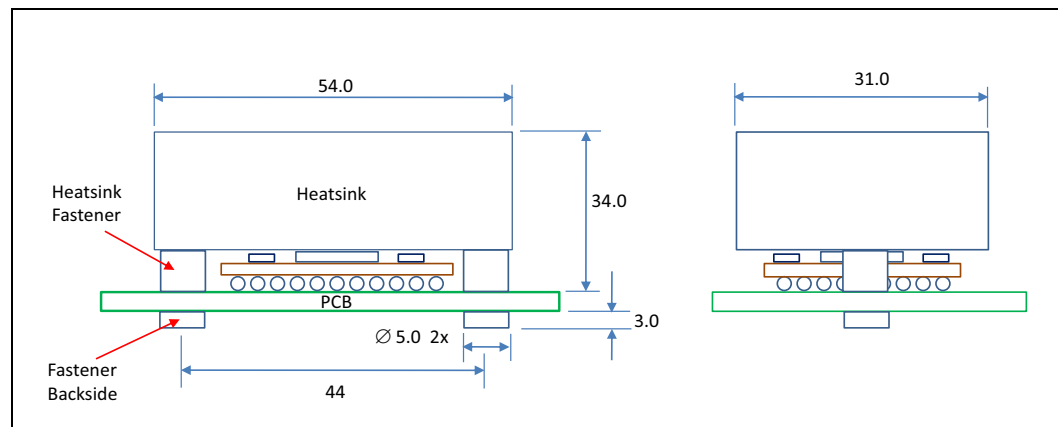 54.0
31.0
Heatsink
Fastener
Heatsink
34.0
PCB
3.0
∅ 5.0 2x
Fastener
Backside
44